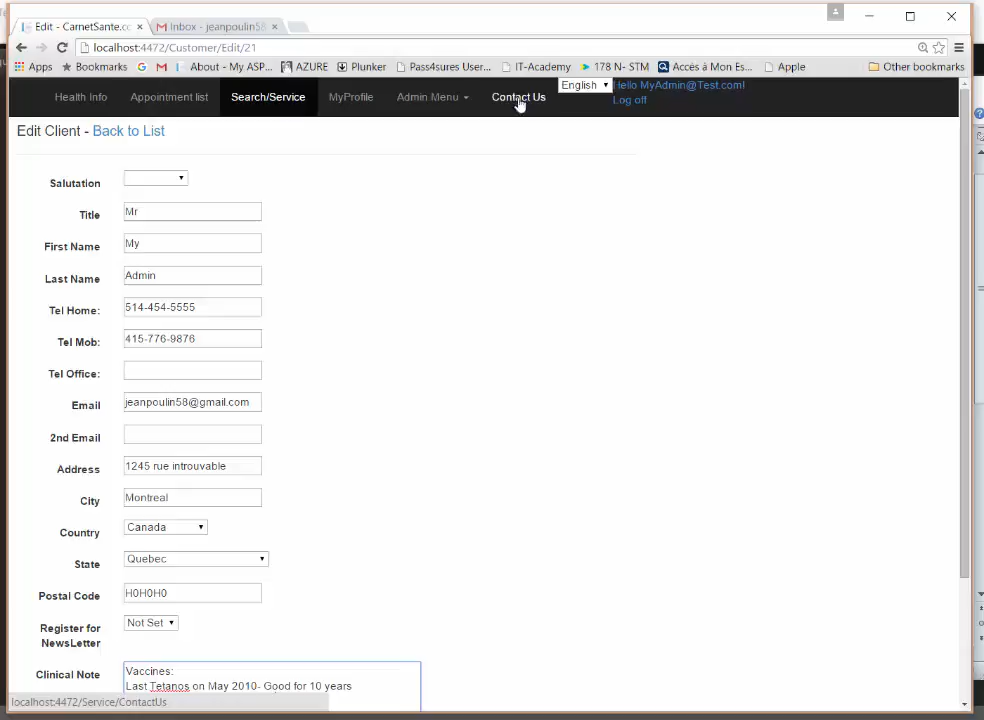 Edit - CarnetSante.cc
Inbox - jeanpoulin58
localhost:4472/Customer/Edit/21
Apps Bookmarks About - My ASP... AZURE Plunker Pass4sures User... IT-Academy 178 N- STM Accès à Mon Es... Apple Other bookmarks
Health Info Appointment list Search/Service MyProfile Admin Menu Contact Us English Hello MyAdmin@Test.com!
Log off
Edit Client - Back to List
Salutation
Title Mr
First Name My
Last Name Admin
Tel Home: 514-454-5555
Tel Mob: 415-776-9876
Tel Office:
Email jeanpoulin58@gmail.com
2nd Email
Address 1245 rue introuvable
City Montreal
Country Canada
State Quebec
Postal Code H0H0H0
Register for NewsLetter Not Set
Clinical Note Vaccines:
Last Tetanos on May 2010- Good for 10 years
localhost:4472/Service/ContactUs